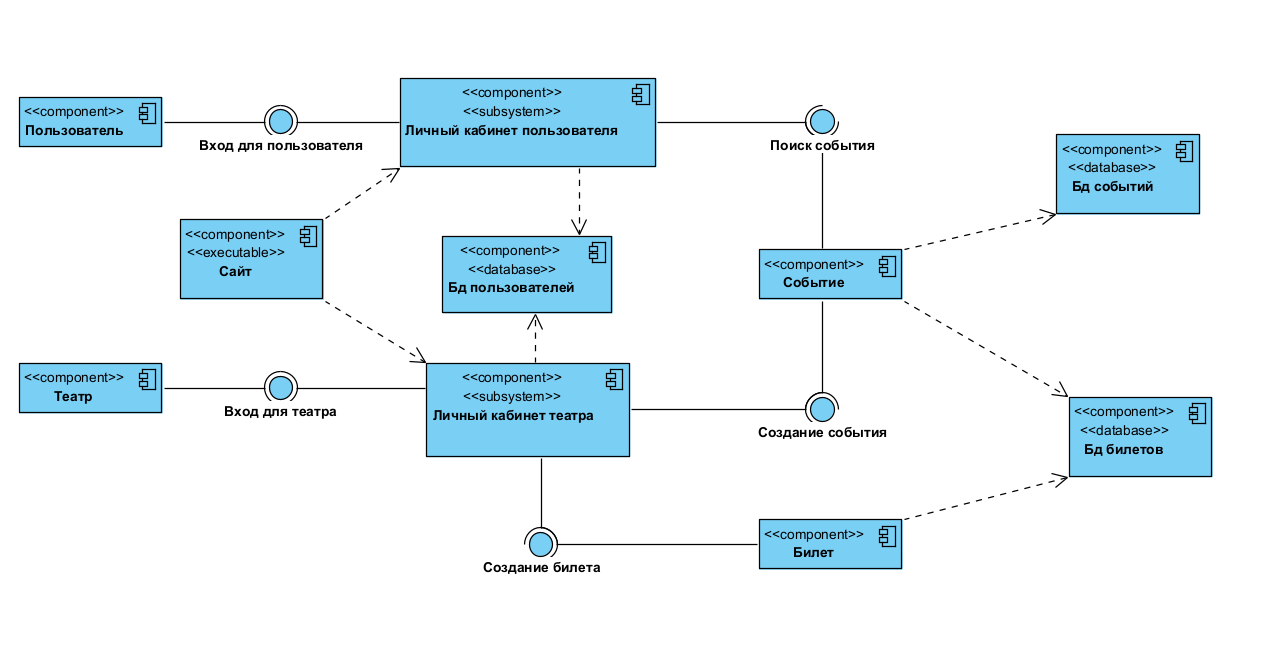 <<component>>
Пользователь
Вход для пользователя
<<component>>
<<subsystem>>
Личный кабинет пользователя
Поиск события
<<component>>
<<database>>
Бд событий
<<component>>
<<executable>>
Сайт
<<component>>
<<database>>
Бд пользователей
<<component>>
Событие
<<component>>
Театр
Вход для театра
<<component>>
<<subsystem>>
Личный кабинет театра
Создание события
<<component>>
<<database>>
Бд билетов
Создание билета
<<component>>
Билет